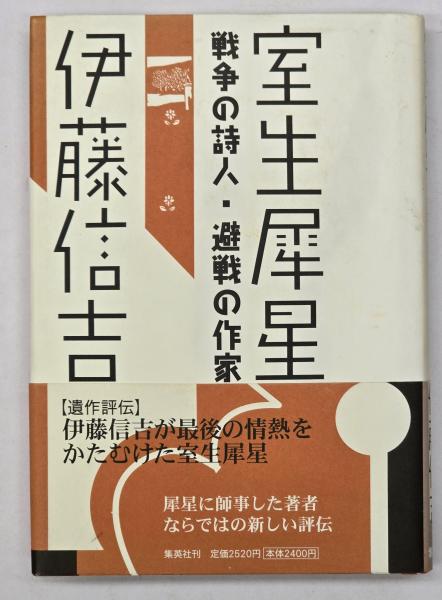 室生犀星
戦争の詩人・避戦の作家
伊藤信吉
【遺作評伝】
伊藤信吉が最後の情熱を
かたむけた室生犀星
犀星に師事した著者
ならではの新しい評伝
集英社刊 定価2520円 本体2400円